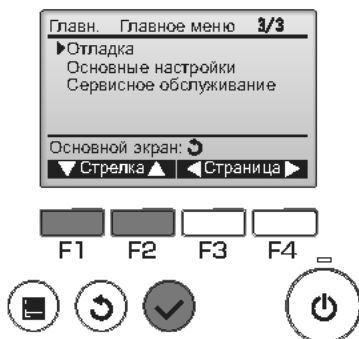 Главн. Главное меню 3/3
▶Отладка
Основные настройки
Сервисное обслуживание
Основной экран:
▼Стрелка▲ ◀Страница▶
F1 F2 F3 F4